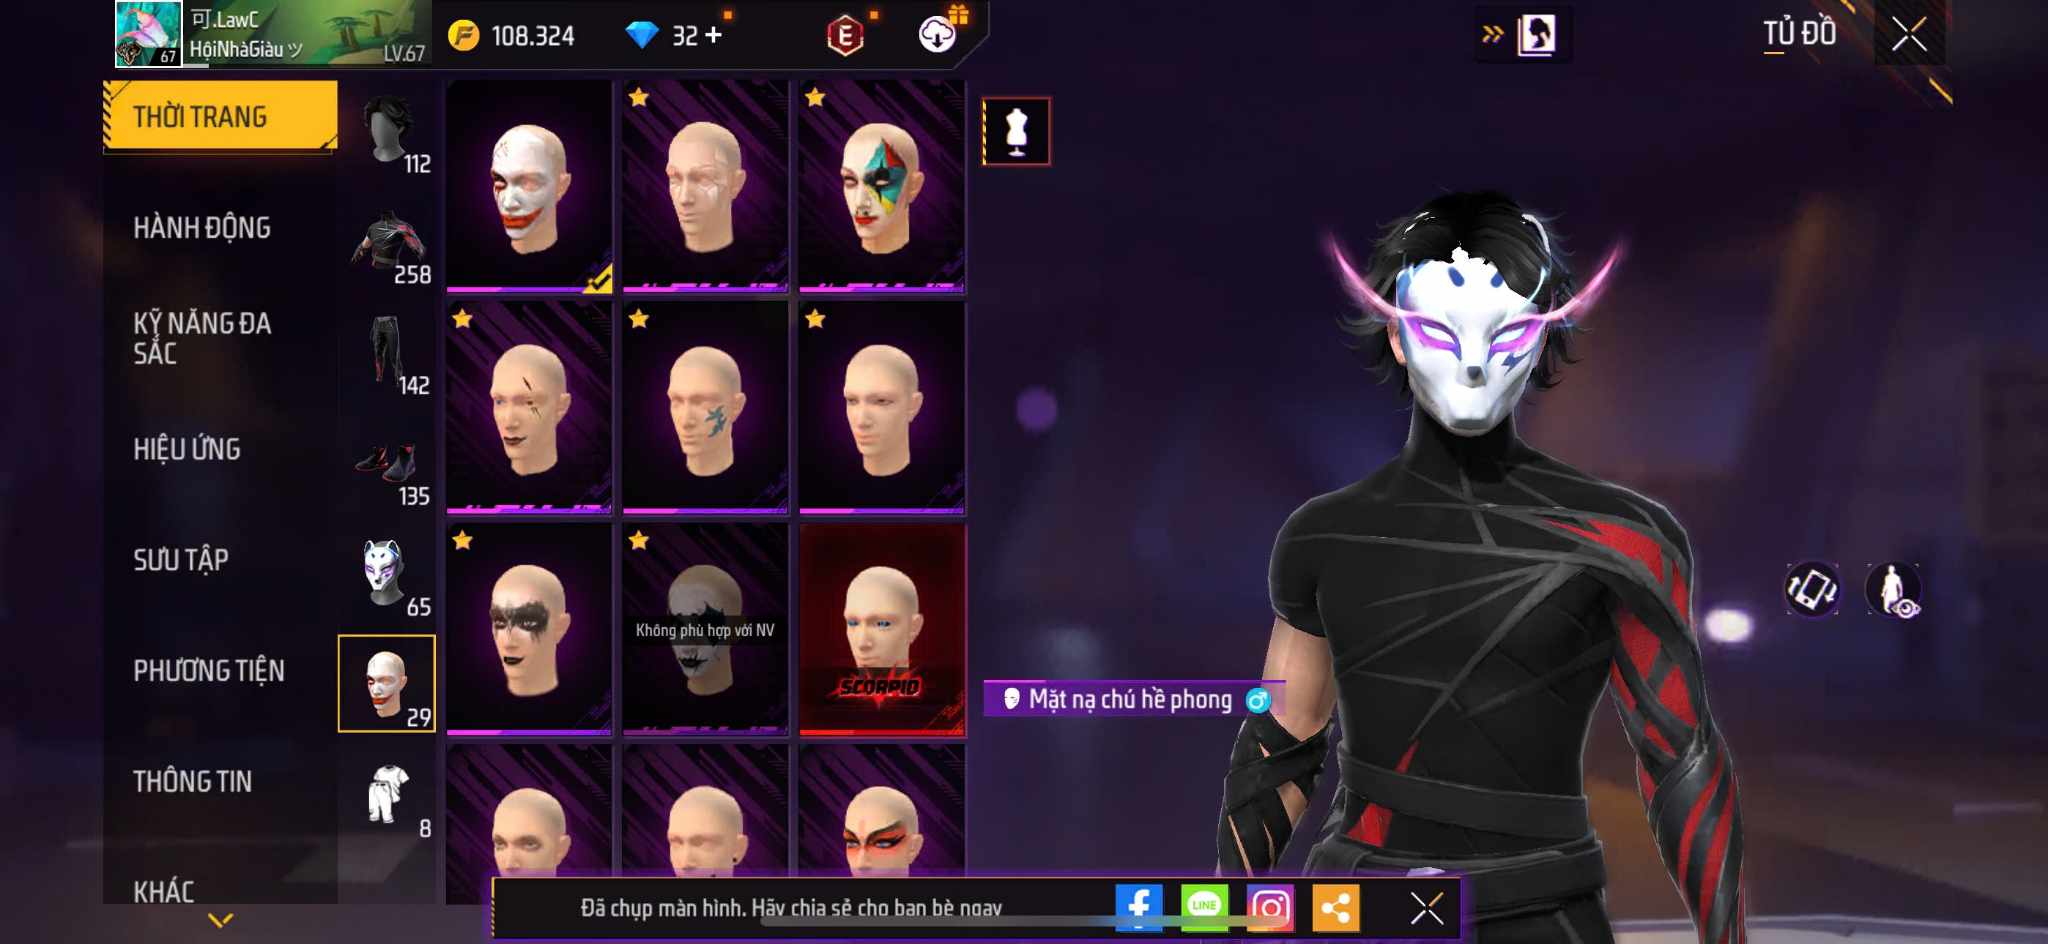 可.LawC
HộiNhàGiàu ツ
67
LV.67
108.324
32 +
E
TỦ ĐỒ
THỜI TRANG
HÀNH ĐỘNG
KỸ NĂNG ĐA
SẮC
HIỆU ỨNG
SƯU TẬP
PHƯƠNG TIỆN
THÔNG TIN
KHÁC
112
258
142
135
65
29
8
Không phù hợp với NV
SCORPIO
Mặt nạ chú hề phong
Đã chụp màn hình. Hãy chia sẻ cho bạn bè ngay
LINE